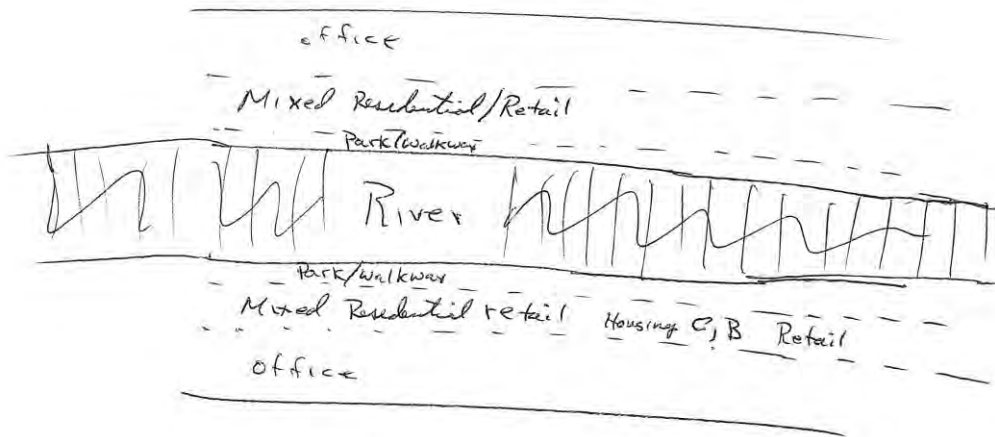 office
Mixed Residential/Retail
Park/walkway
River
Park/walkway
Mixed Residential retail Housing C, B Retail
office